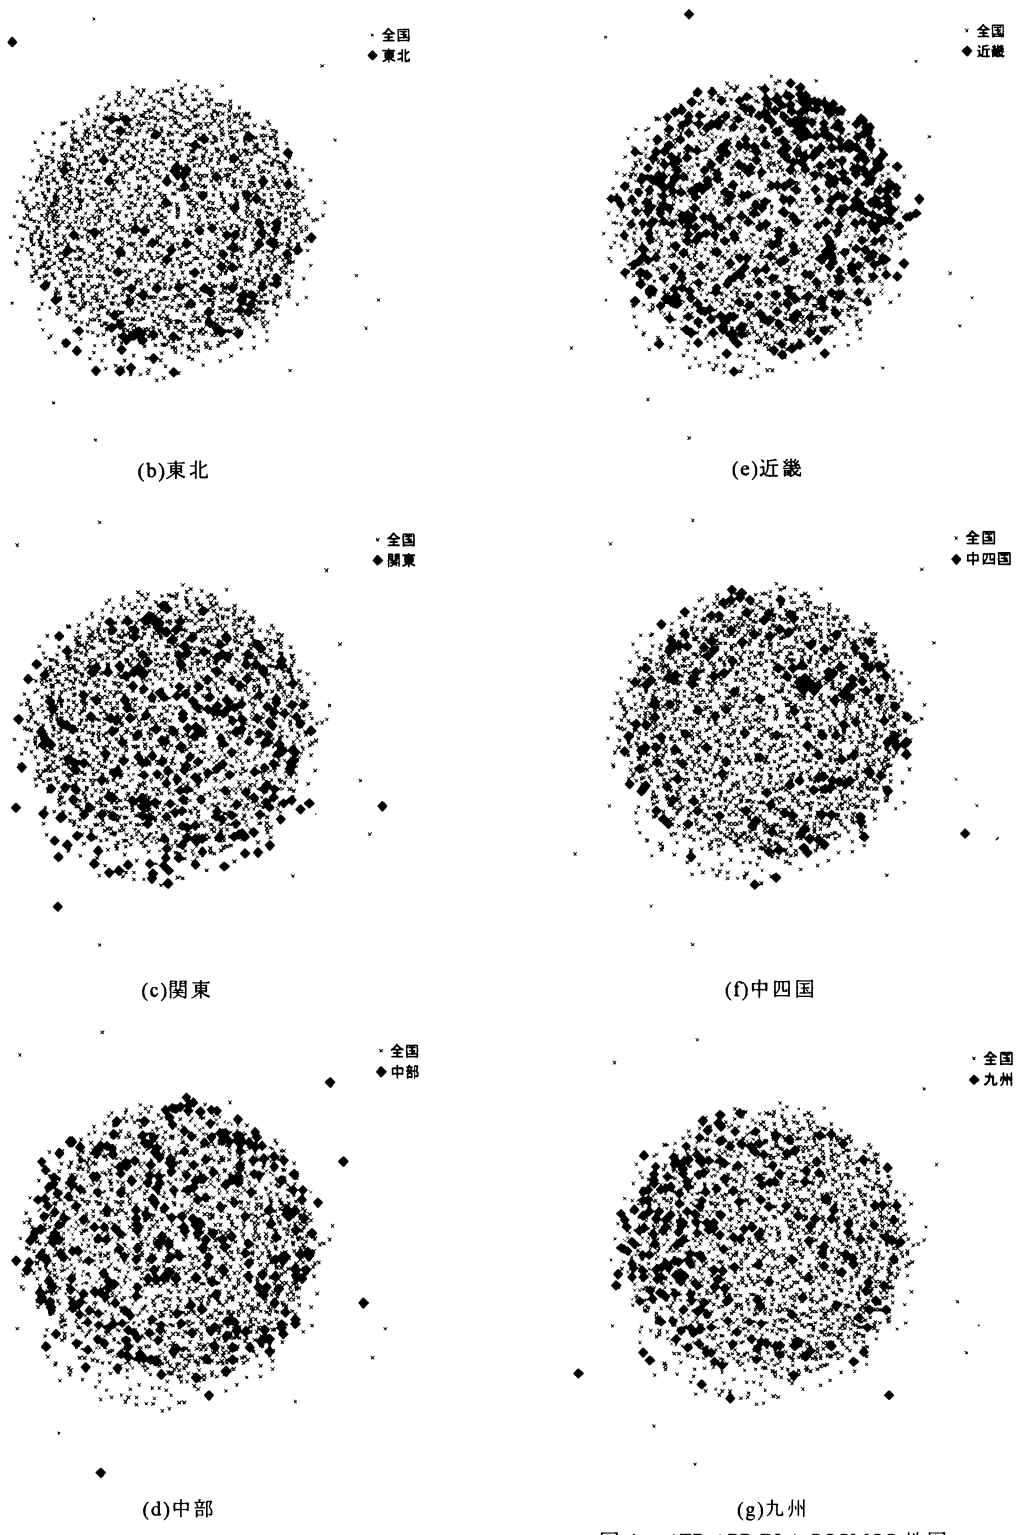 × 全国
◆ 東北
(b)東北
× 全国
◆ 近畿
(e)近畿
× 全国
◆ 関東
(c)関東
× 全国
◆ 中四国
(f)中四国
× 全国
◆ 中部
(d)中部
× 全国
◆ 九州
(g)九州